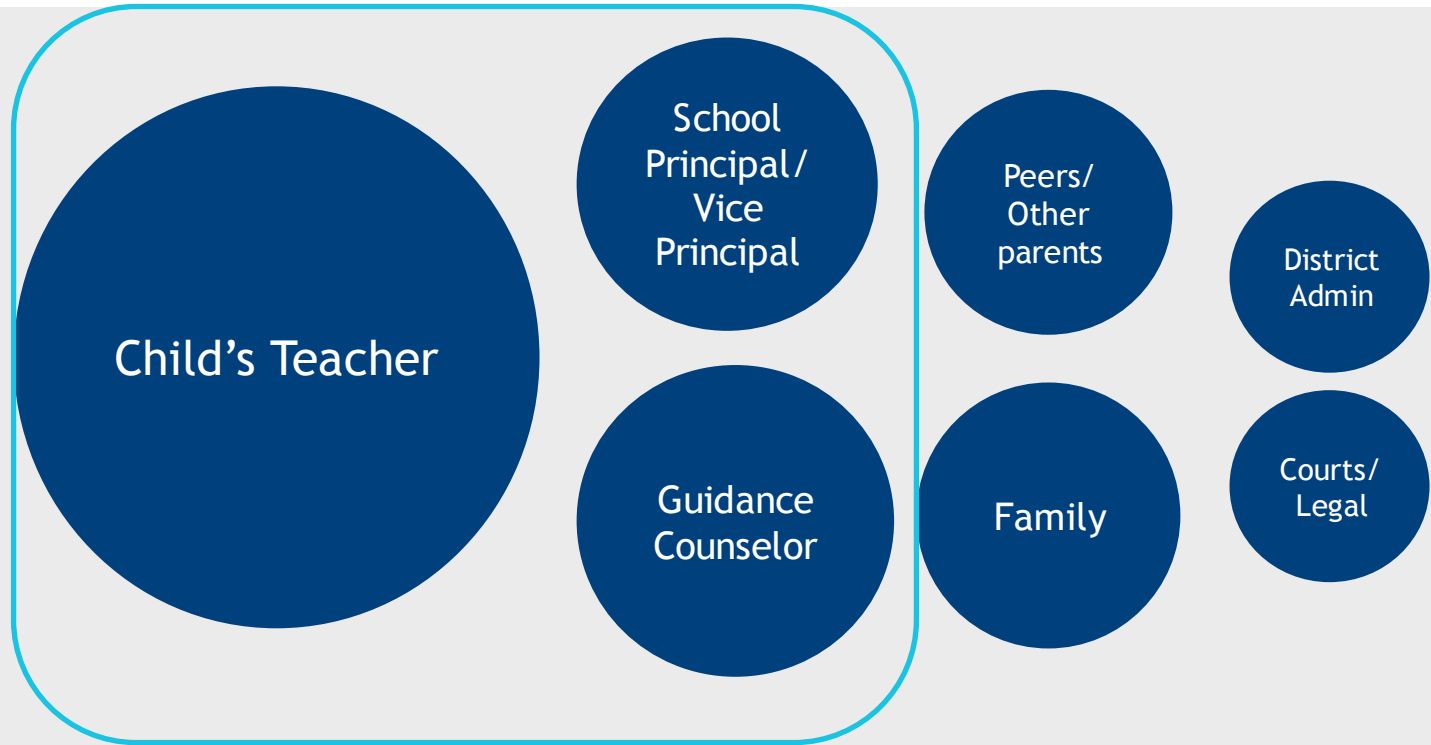 Child’s Teacher
School
Principal/
Vice
Principal
Guidance
Counselor
Peers/
Other
parents
Family
District
Admin
Courts/
Legal